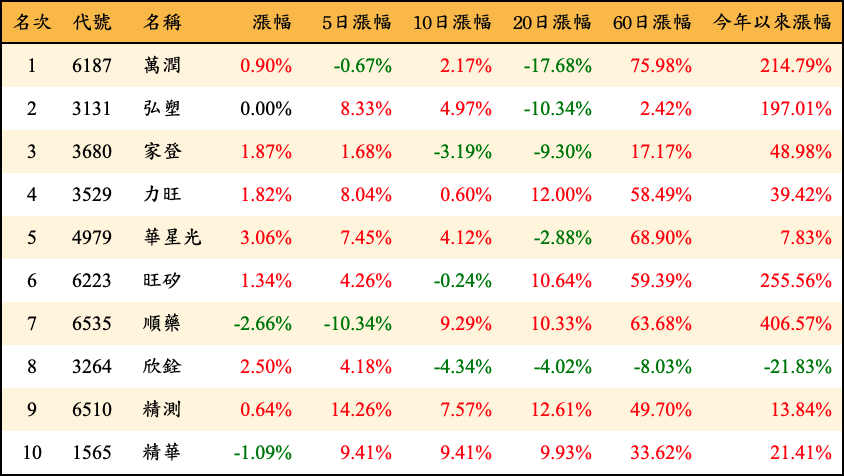 名次 代號 名稱 漲幅 5日漲幅 10日漲幅 20日漲幅 60日漲幅 今年以來漲幅
1 6187 萬潤 0.90% -0.67% 2.17% -17.68% 75.98% 214.79%
2 3131 弘塑 0.00% 8.33% 4.97% -10.34% 2.42% 197.01%
3 3680 家登 1.87% 1.68% -3.19% -9.30% 17.17% 48.98%
4 3529 力旺 1.82% 8.04% 0.60% 12.00% 58.49% 39.42%
5 4979 華星光 3.06% 7.45% 4.12% -2.88% 68.90% 7.83%
6 6223 旺矽 1.34% 4.26% -0.24% 10.64% 59.39% 255.56%
7 6535 順藥 -2.66% -10.34% 9.29% 10.33% 63.68% 406.57%
8 3264 欣銓 2.50% 4.18% -4.34% -4.02% -8.03% -21.83%
9 6510 精測 0.64% 14.26% 7.57% 12.61% 49.70% 13.84%
10 1565 精華 -1.09% 9.41% 9.41% 9.93% 33.62% 21.41%